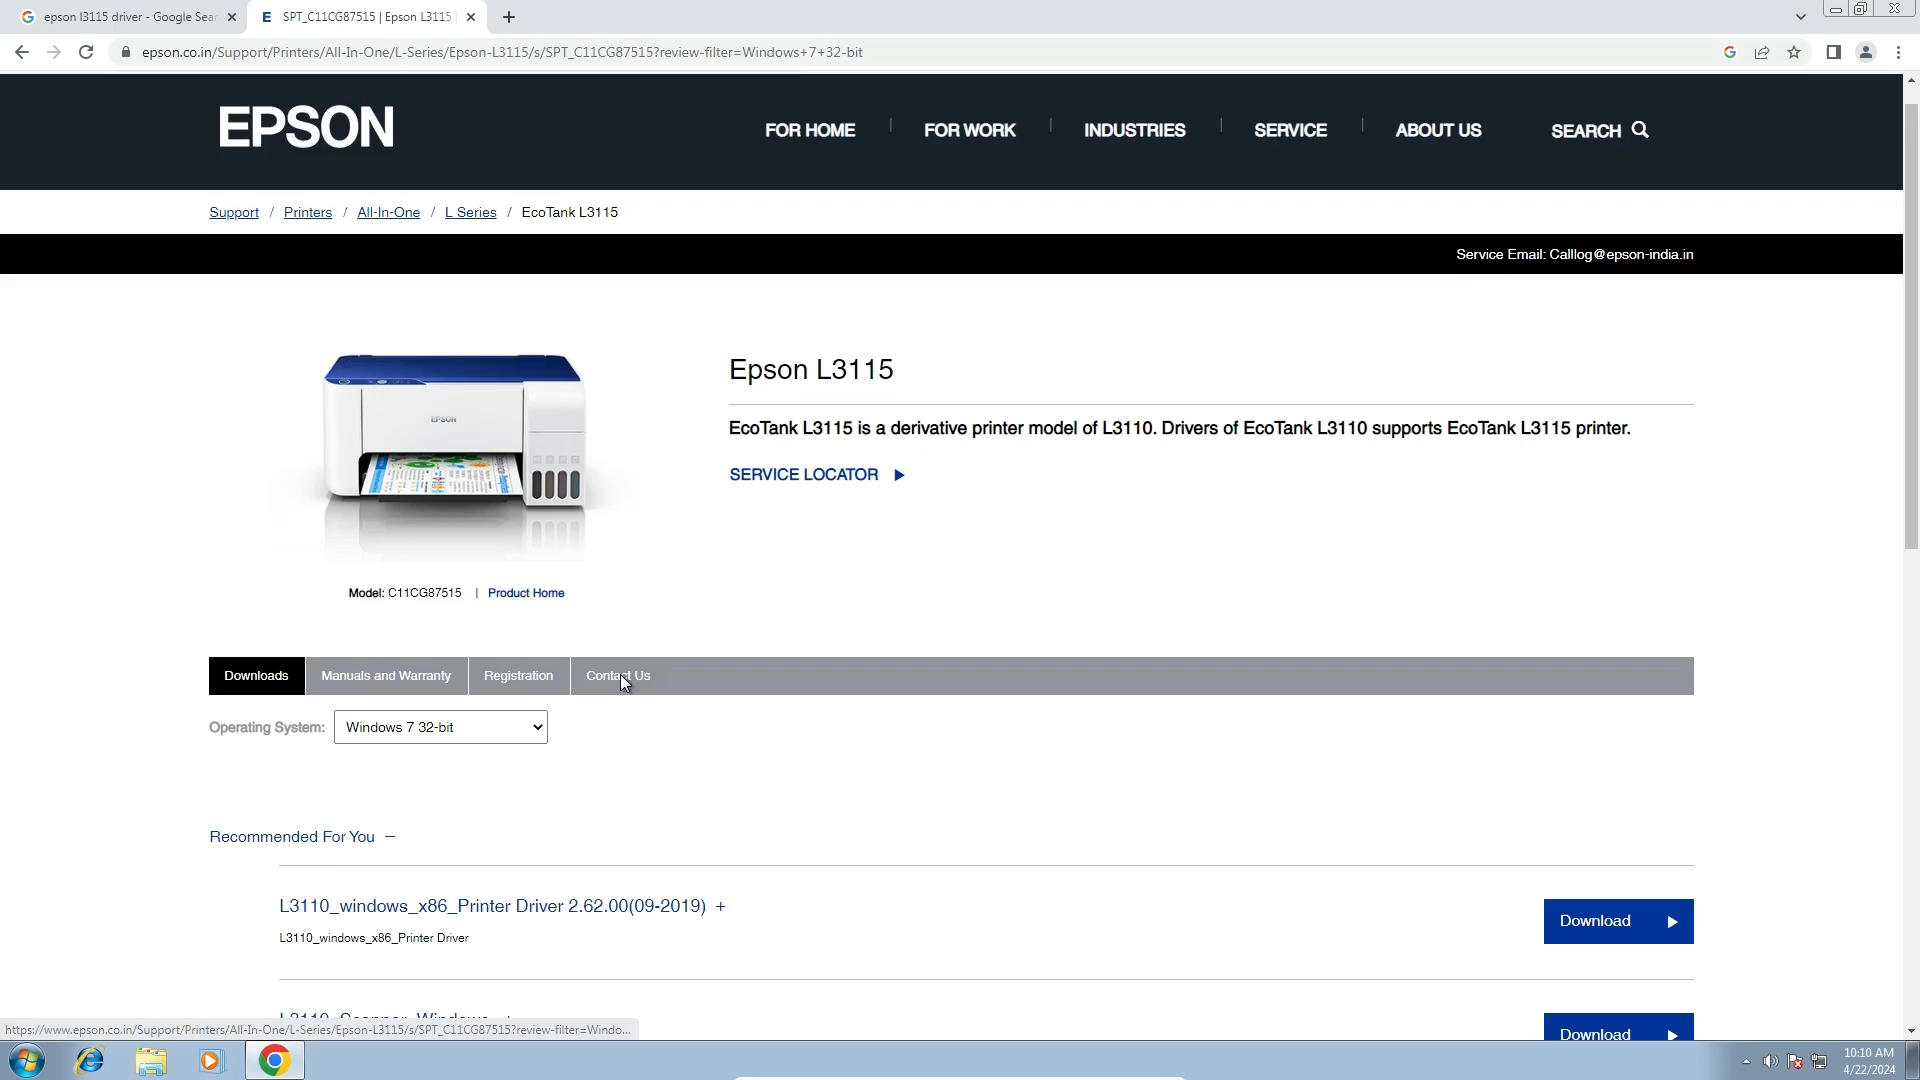 epson l3115 driver - Google Sear
SPT_C11CG87515 | Epson L3115 |
epson.co.in/Support/Printers/All-In-One/L-Series/Epson-L3115/s/SPT_C11CG87515?review-filter=Windows+7+32-bit
EPSON
FOR HOME | FOR WORK | INDUSTRIES | SERVICE | ABOUT US SEARCH
Support / Printers / All-In-One / L Series / EcoTank L3115
Service Email: Calllog@epson-india.in
Epson L3115
EcoTank L3115 is a derivative printer model of L3110. Drivers of EcoTank L3110 supports EcoTank L3115 printer.
SERVICE LOCATOR
EPSON
Model: C11CG87515 | Product Home
Downloads Manuals and Warranty Registration Contact Us
Operating System: Windows 7 32-bit
Recommended For You −
L3110_windows_x86_Printer Driver 2.62.00(09-2019) +
L3110_windows_x86_Printer Driver
Download
L3110_Scanner_Windows +
Download
https://www.epson.co.in/Support/Printers/All-In-One/L-Series/Epson-L3115/s/SPT_C11CG87515?review-filter=Windo...
10:10 AM
4/22/2024